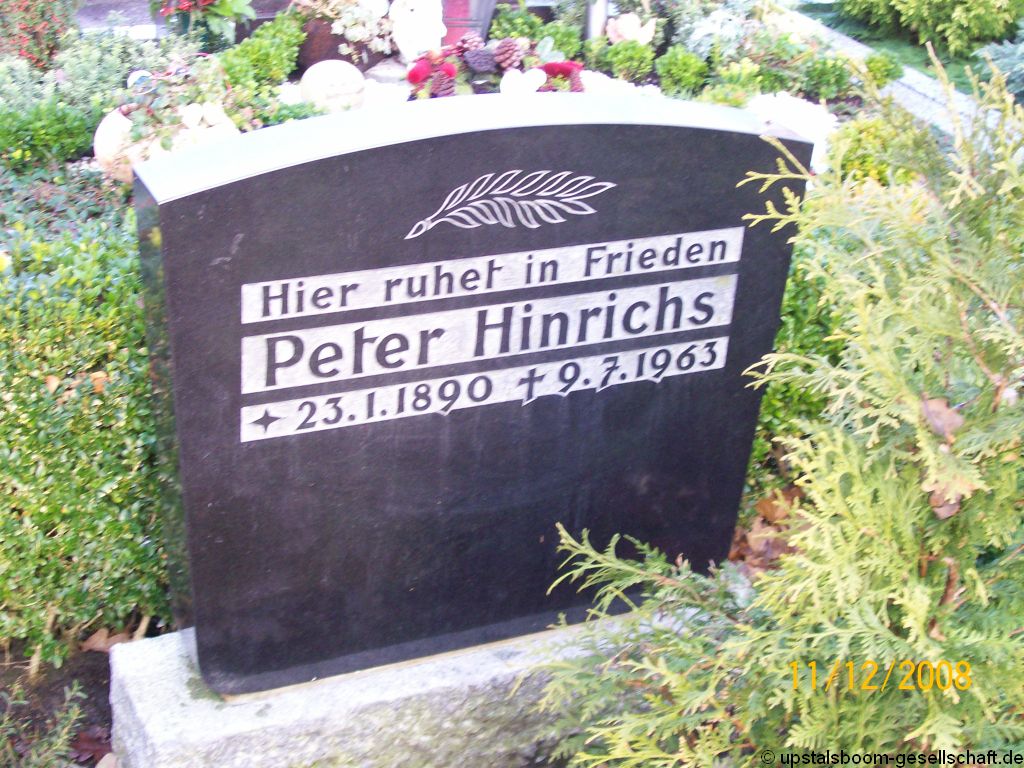 Hier ruhet in Frieden
Peter Hinrichs
✦ 23.1.1890 ✝ 9.7.1963
11/12/2008
© upstalsboom-gesellschaft.de